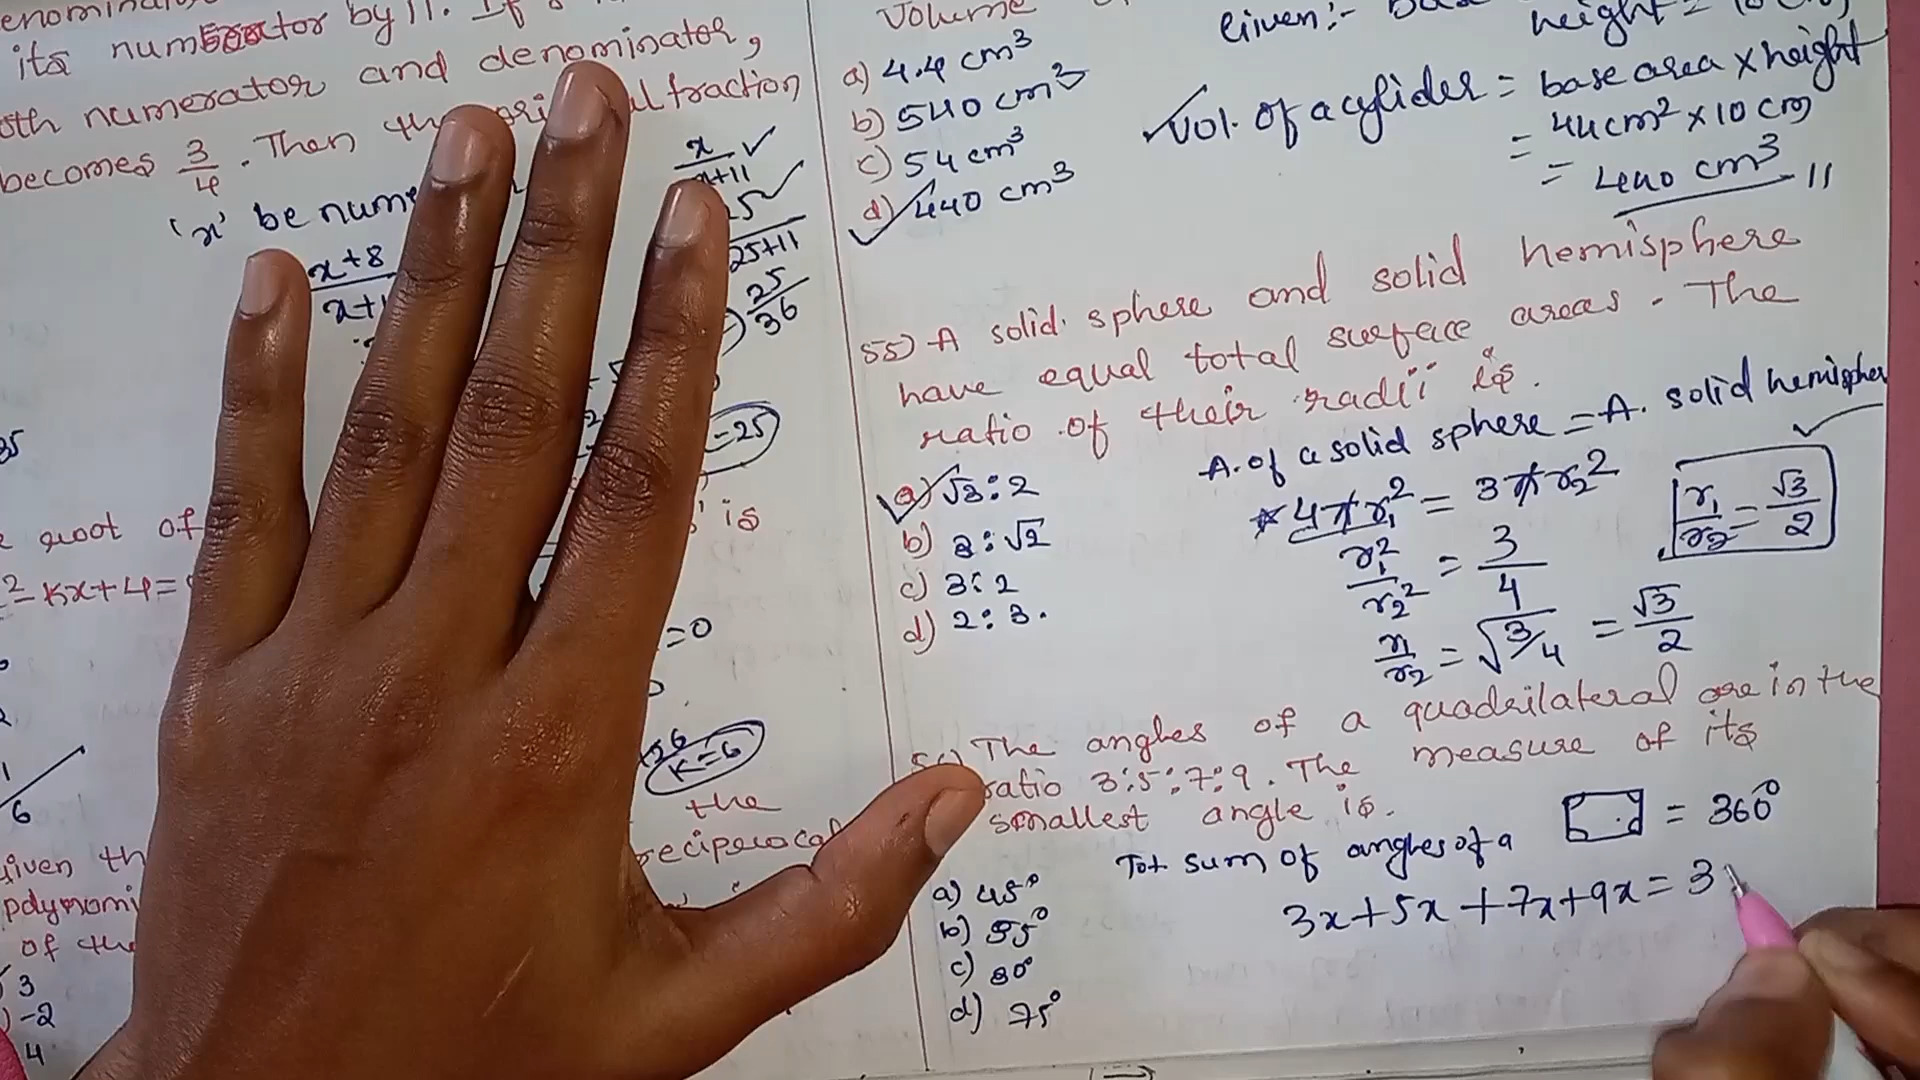 its numerator by 11. If
both numerator and denominator,
becomes 3/4. Then the original fraction
'x' be nume
x+8
x/x+11
25/25+11
25/36
-25
root of
is
2 - kx+4=
=0
k=6
the
reciprocal
given th
polynomi
of the
3
-2
4
Volume
a) 4.4 cm³
b) 540 cm³
c) 54 cm³
d) 440 cm³
Given:- bas
height = 10 cm
Vol. of a cylider = base area x height
= 44cm² x 10 cm
= 440 cm³ //
55) A solid sphere and solid hemisphere
have equal total surface areas. The
ratio of their radii is.
a) √3:2
b) 2:√2
c) 3:2
d) 2:3.
A. of a solid sphere = A. solid hemispher
4πr₁² = 3πr₂²
r₁²/r₂² = 3/4
r₁/r₂ = √3/4 = √3/2
r₁/r₂ = √3/2
The angles of a quadrilateral are in the
ratio 3:5:7:9. The measure of its
smallest angle is.
Tot sum of angles of a = 360°
3x+5x+7x+9x=3
a) 45°
b) 55°
c) 80°
d) 75°